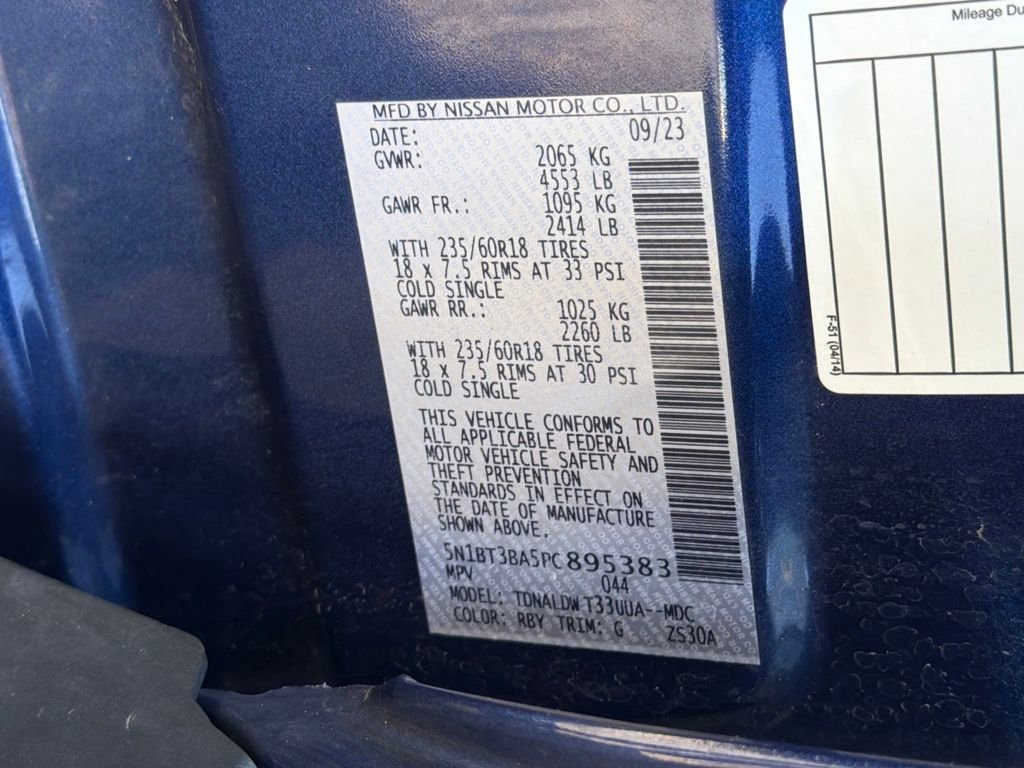 MFD BY NISSAN MOTOR CO., LTD.
DATE: 09/23
GVWR: 2065 KG
4553 LB
GAWR FR.: 1095 KG
2414 LB
WITH 235/60R18 TIRES
18 x 7.5 RIMS AT 33 PSI
COLD SINGLE
GAWR RR.: 1025 KG
2260 LB
WITH 235/60R18 TIRES
18 x 7.5 RIMS AT 30 PSI
COLD SINGLE
THIS VEHICLE CONFORMS TO
ALL APPLICABLE FEDERAL
MOTOR VEHICLE SAFETY AND
THEFT PREVENTION
STANDARDS IN EFFECT ON
THE DATE OF MANUFACTURE
SHOWN ABOVE.
5N1BT3BA5PC895383
MPV 044
MODEL: TDNALDW T33UUA--MDC
COLOR: RBY TRIM: G ZS30A
Mileage Du
F-51 (04/14)